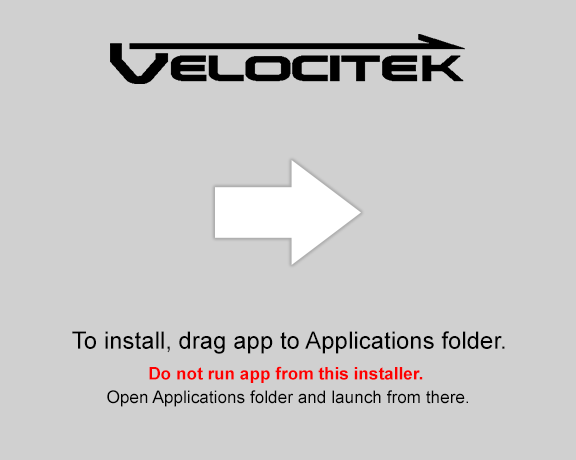 VELOCITEK
To install, drag app to Applications folder.
Do not run app from this installer.
Open Applications folder and launch from there.